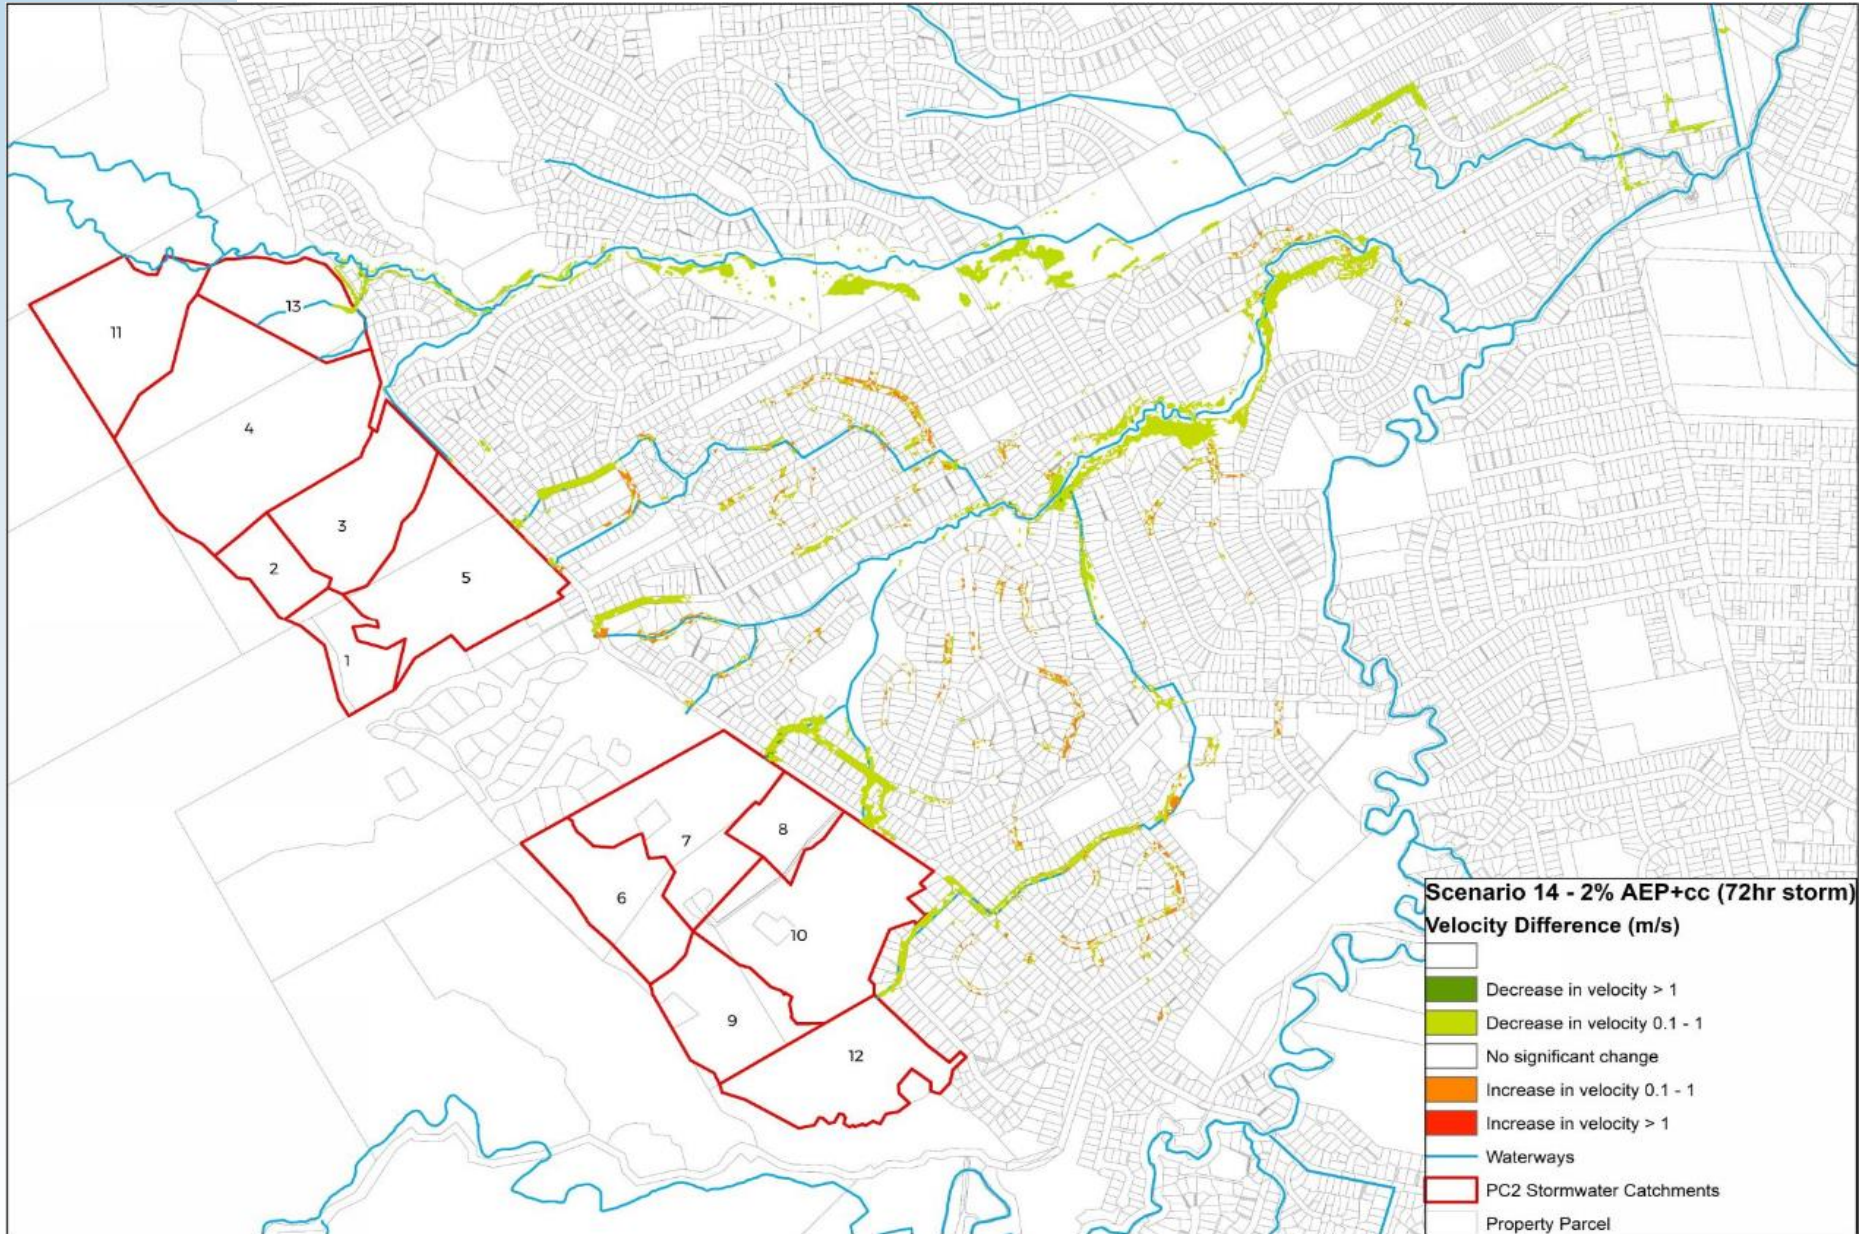 13
11
4
3
2
5
1
8
7
6
10
9
12
Scenario 14 - 2% AEP+cc (72hr storm)
Velocity Difference (m/s)
Decrease in velocity > 1
Decrease in velocity 0.1 - 1
No significant change
Increase in velocity 0.1 - 1
Increase in velocity > 1
Waterways
PC2 Stormwater Catchments
Property Parcel